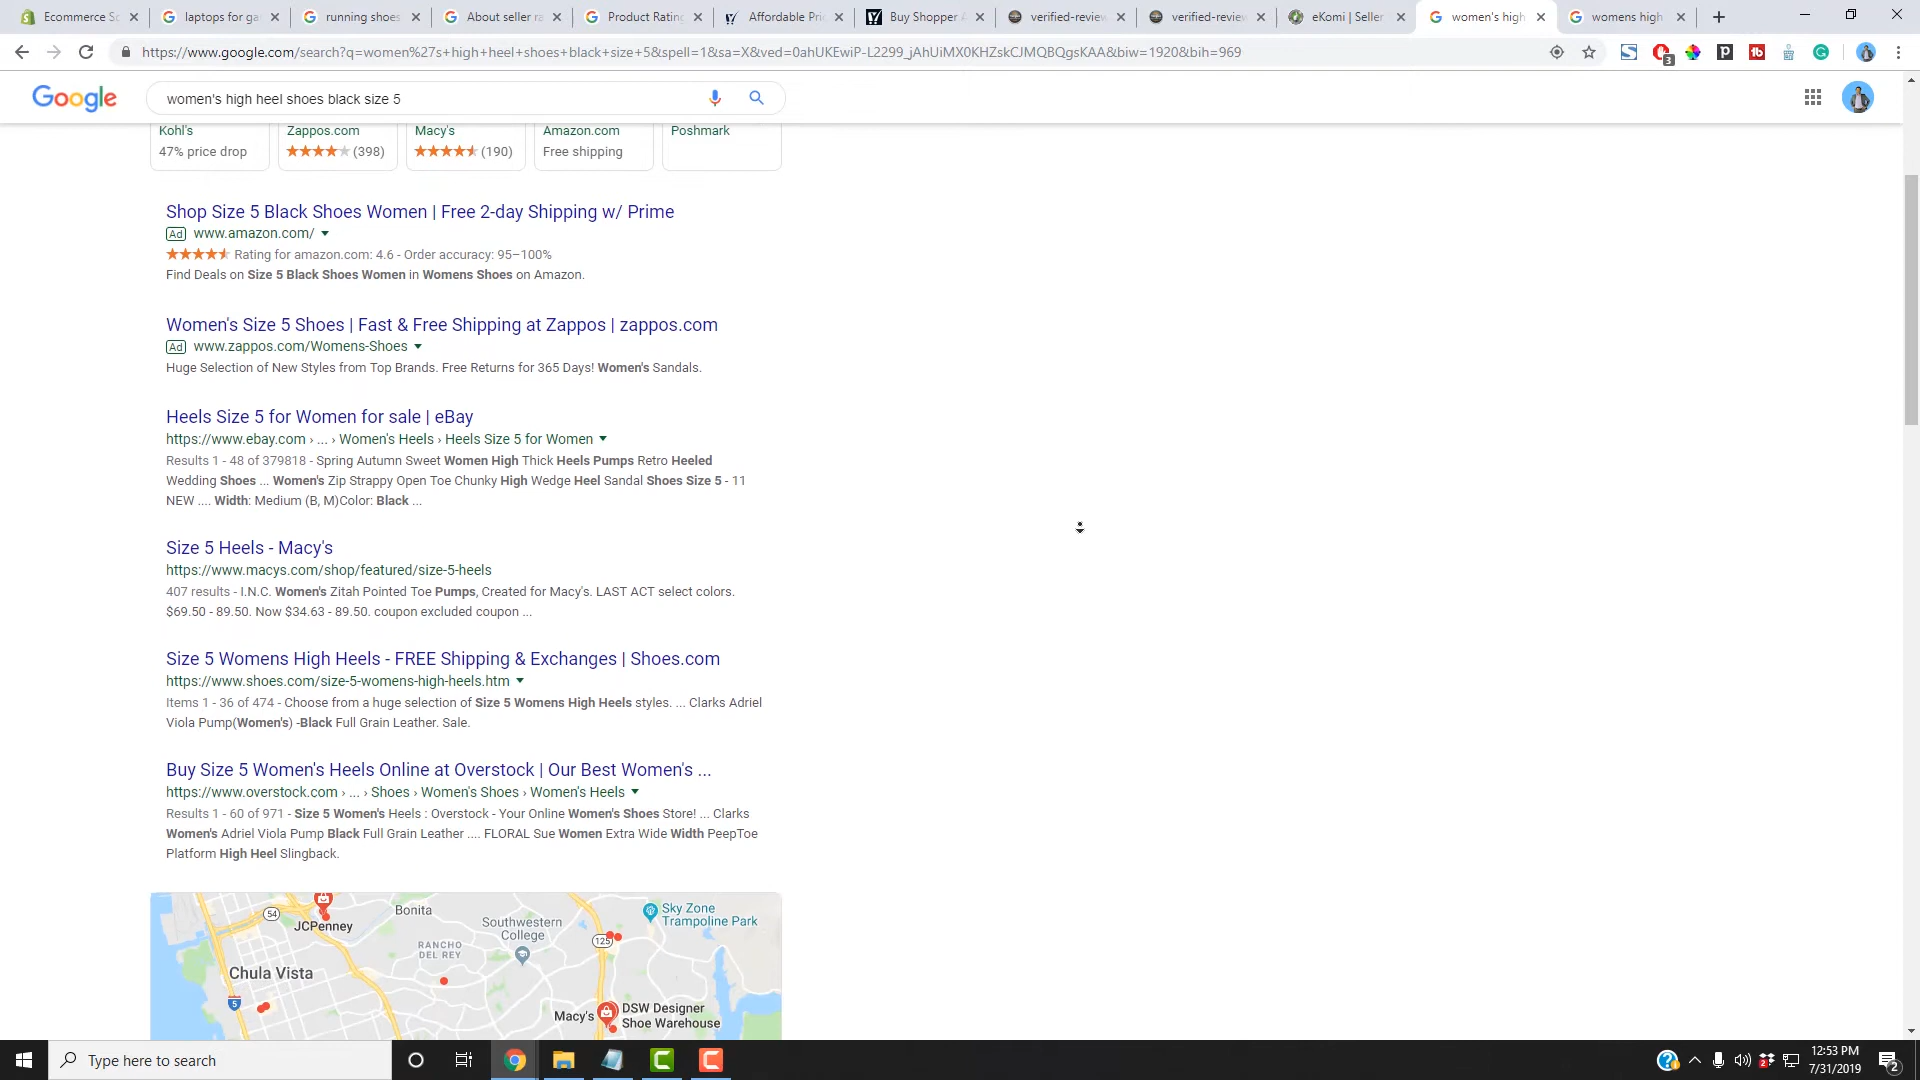 Ecommerce Sc
laptops for ga
running shoes
About seller ra
Product Rating
Affordable Pri
Buy Shopper A
verified-review
verified-review
eKomi | Seller
women's high
womens high
https://www.google.com/search?q=women%27s+high+heel+shoes+black+size+5&spell=1&sa=X&ved=0ahUKEwiP-L2299_jAhUiMX0KHZskCJMQBQgsKAA&biw=1920&bih=969
3
Google
women's high heel shoes black size 5
Kohl's
47% price drop
Zappos.com
(398)
Macy's
(190)
Amazon.com
Free shipping
Poshmark
Shop Size 5 Black Shoes Women | Free 2-day Shipping w/ Prime
Ad www.amazon.com/
Rating for amazon.com: 4.6 - Order accuracy: 95–100%
Find Deals on Size 5 Black Shoes Women in Womens Shoes on Amazon.
Women's Size 5 Shoes | Fast & Free Shipping at Zappos | zappos.com
Ad www.zappos.com/Womens-Shoes
Huge Selection of New Styles from Top Brands. Free Returns for 365 Days! Women's Sandals.
Heels Size 5 for Women for sale | eBay
https://www.ebay.com › ... › Women's Heels › Heels Size 5 for Women
Results 1 - 48 of 379818 - Spring Autumn Sweet Women High Thick Heels Pumps Retro Heeled
Wedding Shoes ... Women's Zip Strappy Open Toe Chunky High Wedge Heel Sandal Shoes Size 5 - 11
NEW .... Width: Medium (B, M)Color: Black ...
Size 5 Heels - Macy's
https://www.macys.com/shop/featured/size-5-heels
407 results - I.N.C. Women's Zitah Pointed Toe Pumps, Created for Macy's. LAST ACT select colors.
$69.50 - 89.50. Now $34.63 - 89.50. coupon excluded coupon ...
Size 5 Womens High Heels - FREE Shipping & Exchanges | Shoes.com
https://www.shoes.com/size-5-womens-high-heels.htm
Items 1 - 36 of 474 - Choose from a huge selection of Size 5 Womens High Heels styles. ... Clarks Adriel
Viola Pump(Women's) -Black Full Grain Leather. Sale.
Buy Size 5 Women's Heels Online at Overstock | Our Best Women's ...
https://www.overstock.com › ... › Shoes › Women's Shoes › Women's Heels
Results 1 - 60 of 971 - Size 5 Women's Heels : Overstock - Your Online Women's Shoes Store! ... Clarks
Women's Adriel Viola Pump Black Full Grain Leather .... FLORAL Sue Women Extra Wide Width PeepToe
Platform High Heel Slingback.
54
JCPenney
Bonita
Southwestern
College
Sky Zone
Trampoline Park
125
RANCHO
DEL REY
Chula Vista
5
Macy's
DSW Designer
Shoe Warehouse
Type here to search
12:53 PM
7/31/2019
2